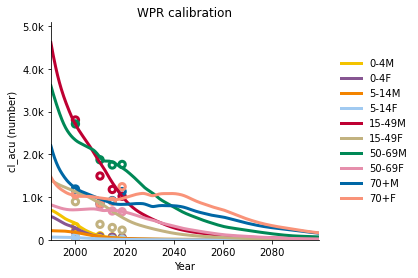 WPR calibration
5.0k
4.0k
3.0k
2.0k
1.0k
0
cl_acu (number)
2000
2020
2040
2060
2080
Year
0-4M
0-4F
5-14M
5-14F
15-49M
15-49F
50-69M
50-69F
70+M
70+F